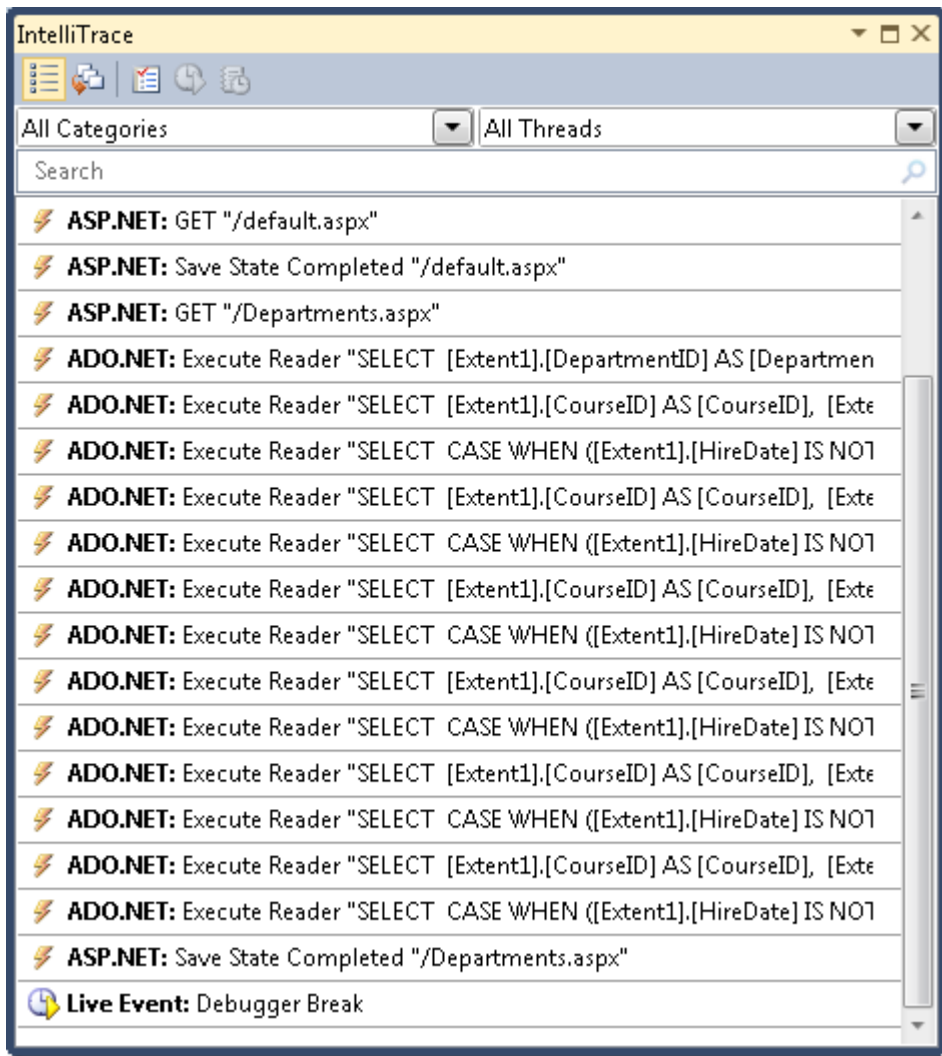 IntelliTrace
All Categories All Threads
Search
ASP.NET: GET "/default.aspx"
ASP.NET: Save State Completed "/default.aspx"
ASP.NET: GET "/Departments.aspx"
ADO.NET: Execute Reader "SELECT [Extent1].[DepartmentID] AS [Departmen
ADO.NET: Execute Reader "SELECT [Extent1].[CourseID] AS [CourseID], [Exte
ADO.NET: Execute Reader "SELECT CASE WHEN ([Extent1].[HireDate] IS NOT
ADO.NET: Execute Reader "SELECT [Extent1].[CourseID] AS [CourseID], [Exte
ADO.NET: Execute Reader "SELECT CASE WHEN ([Extent1].[HireDate] IS NOT
ADO.NET: Execute Reader "SELECT [Extent1].[CourseID] AS [CourseID], [Exte
ADO.NET: Execute Reader "SELECT CASE WHEN ([Extent1].[HireDate] IS NOT
ADO.NET: Execute Reader "SELECT [Extent1].[CourseID] AS [CourseID], [Exte
ADO.NET: Execute Reader "SELECT CASE WHEN ([Extent1].[HireDate] IS NOT
ADO.NET: Execute Reader "SELECT [Extent1].[CourseID] AS [CourseID], [Exte
ADO.NET: Execute Reader "SELECT CASE WHEN ([Extent1].[HireDate] IS NOT
ADO.NET: Execute Reader "SELECT [Extent1].[CourseID] AS [CourseID], [Exte
ADO.NET: Execute Reader "SELECT CASE WHEN ([Extent1].[HireDate] IS NOT
ASP.NET: Save State Completed "/Departments.aspx"
Live Event: Debugger Break